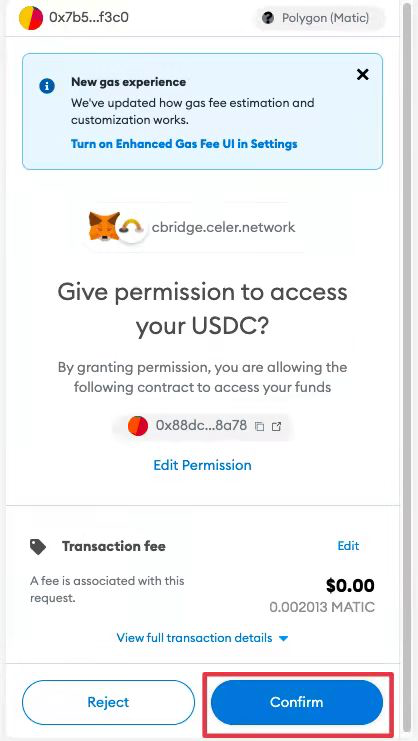 0x7b5...f3c0
Polygon (Matic)
New gas experience
We've updated how gas fee estimation and
customization works.
Turn on Enhanced Gas Fee UI in Settings
cbridge.celer.network
Give permission to access
your USDC?
By granting permission, you are allowing the
following contract to access your funds
0x88dc...8a78
Edit Permission
Transaction fee
Edit
A fee is associated with this
request.
$0.00
0.002013 MATIC
View full transaction details
Reject
Confirm